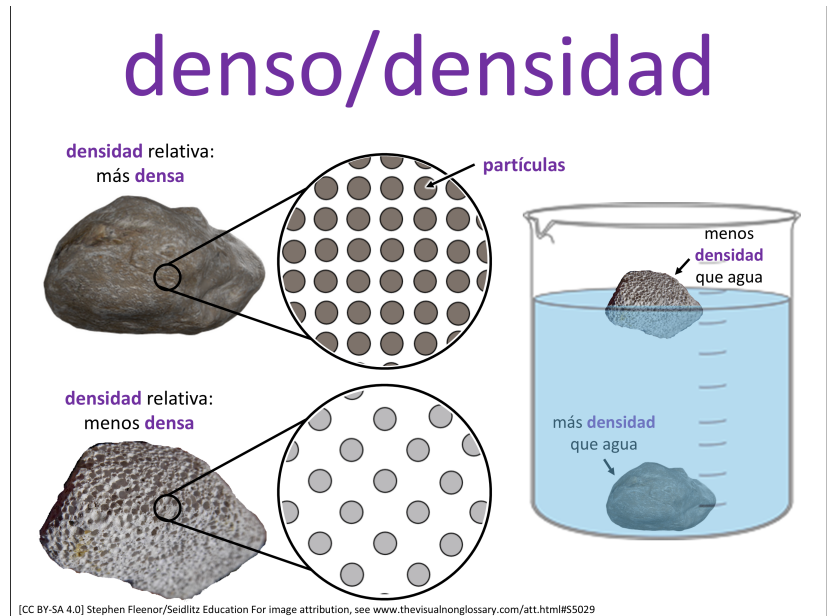 denso/densidad
densidad relativa:
más densa
partículas
menos
densidad
que agua
densidad relativa:
menos densa
más densidad
que agua
[CC BY-SA 4.0] Stephen Fleenor/Seidlitz Education For image attribution, see www.thevisualnonglossary.com/att.html#S5029